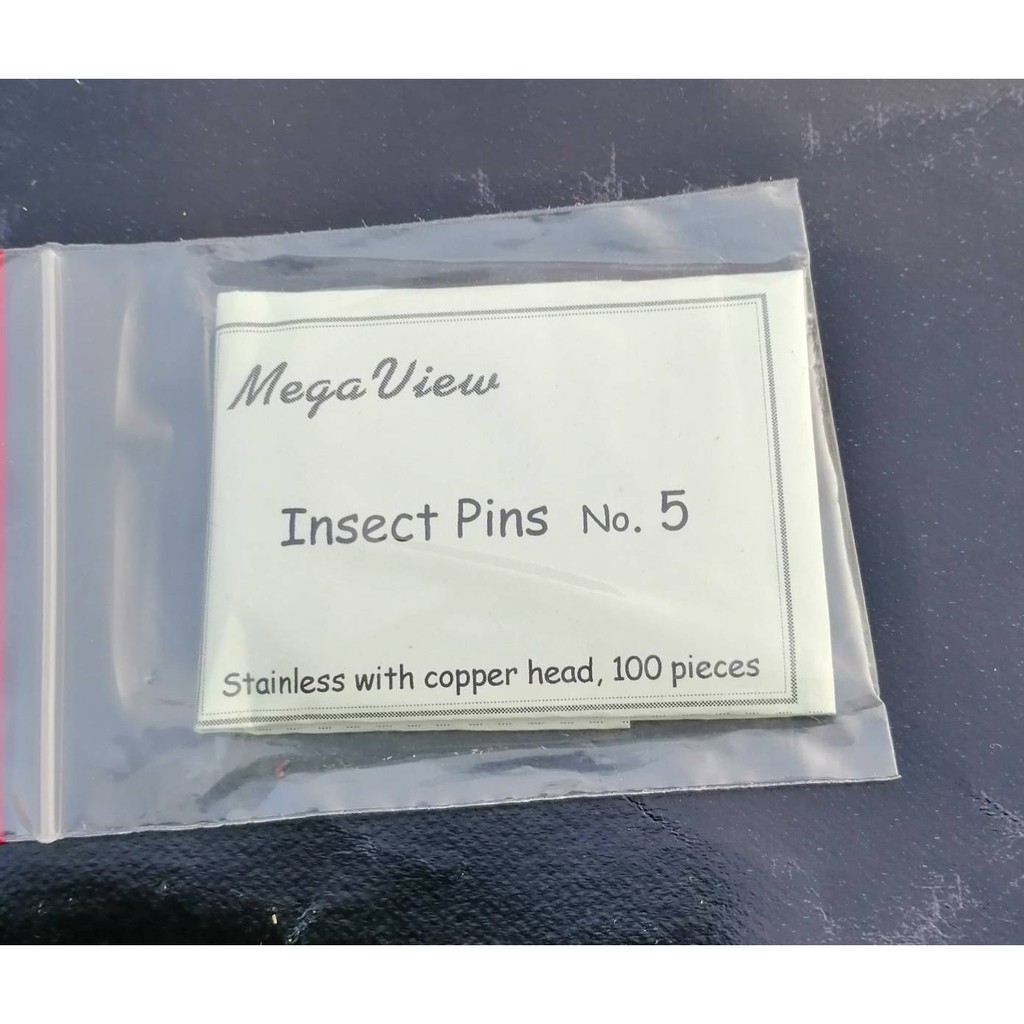 MegaView
Insect Pins No. 5
Stainless with copper head, 100 pieces